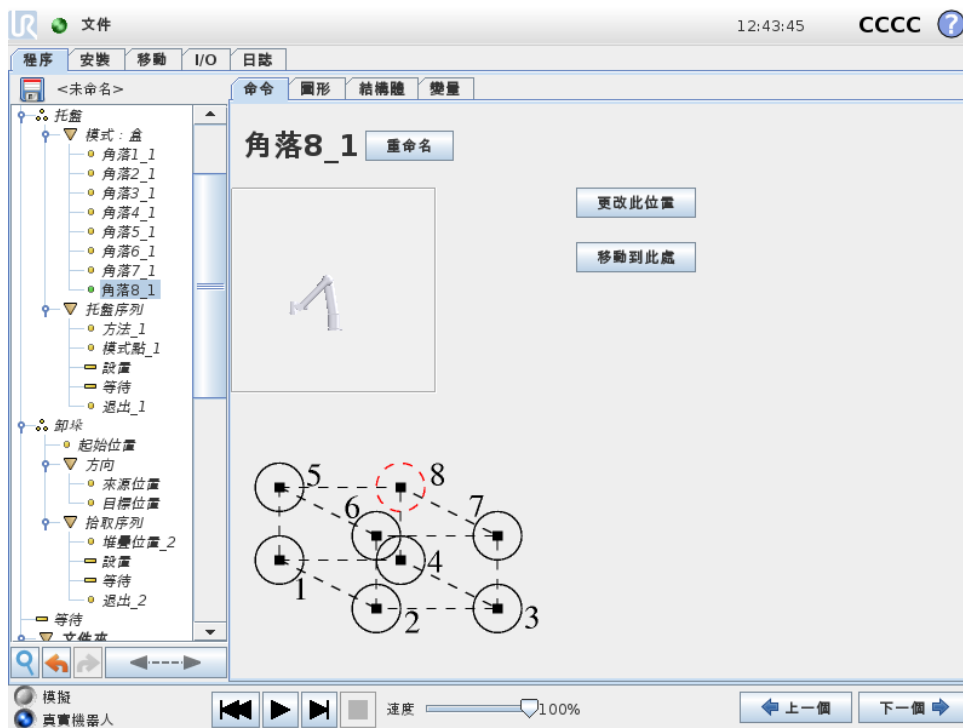 UR 文件 12:43:45 CCCC ?
程序 安裝 移動 I/O 日誌
<未命名> 命令 圖形 結構體 變量
托盤
模式：盒
角落1_1
角落2_1
角落3_1
角落4_1
角落5_1
角落6_1
角落7_1
角落8_1
托盤序列
方法_1
模式點_1
設置
等待
退出_1
卸垛
起始位置
方向
來源位置
目標位置
拾取序列
堆疊位置_2
設置
等待
退出_2
等待
文件夾
角落8_1 重命名
更改此位置
移動到此處
5 8
6 7
1 4
2 3
模擬
真實機器人
速度 100%
上一個 下一個